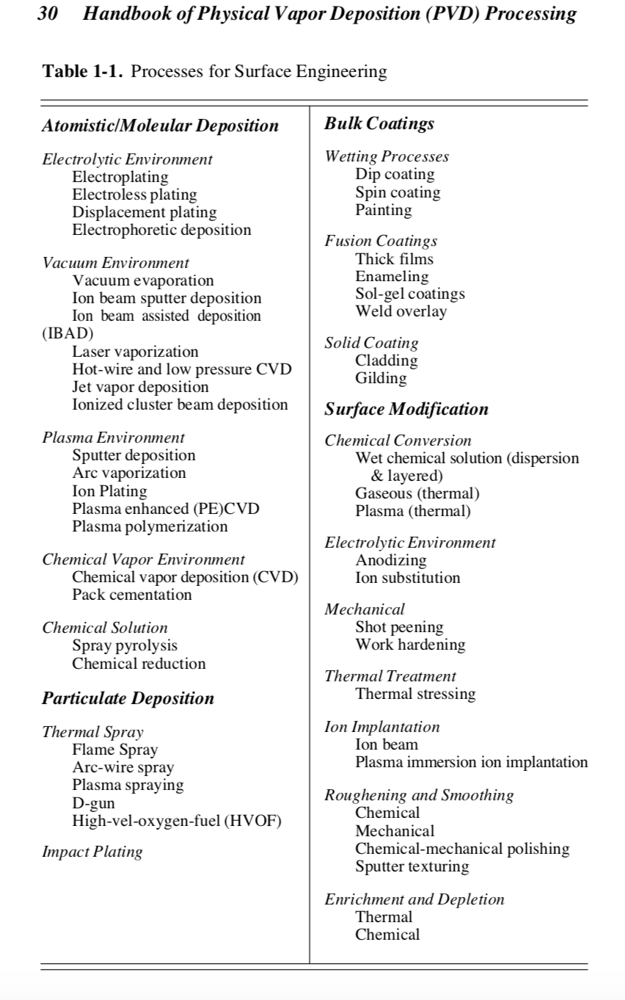 30 Handbook of Physical Vapor Deposition (PVD) Processing
Table 1-1. Processes for Surface Engineering
Atomistic/Moleular Deposition
Electrolytic Environment
Electroplating
Electroless plating
Displacement plating
Electrophoretic deposition
Vacuum Environment
Vacuum evaporation
Ion beam sputter deposition
Ion beam assisted deposition
(IBAD)
Laser vaporization
Hot-wire and low pressure CVD
Jet vapor deposition
Ionized cluster beam deposition
Plasma Environment
Sputter deposition
Arc vaporization
Ion Plating
Plasma enhanced (PE)CVD
Plasma polymerization
Chemical Vapor Environment
Chemical vapor deposition (CVD)
Pack cementation
Chemical Solution
Spray pyrolysis
Chemical reduction
Particulate Deposition
Thermal Spray
Flame Spray
Arc-wire spray
Plasma spraying
D-gun
High-vel-oxygen-fuel (HVOF)
Impact Plating
Bulk Coatings
Wetting Processes
Dip coating
Spin coating
Painting
Fusion Coatings
Thick films
Enameling
Sol-gel coatings
Weld overlay
Solid Coating
Cladding
Gilding
Surface Modification
Chemical Conversion
Wet chemical solution (dispersion
& layered)
Gaseous (thermal)
Plasma (thermal)
Electrolytic Environment
Anodizing
Ion substitution
Mechanical
Shot peening
Work hardening
Thermal Treatment
Thermal stressing
Ion Implantation
Ion beam
Plasma immersion ion implantation
Roughening and Smoothing
Chemical
Mechanical
Chemical-mechanical polishing
Sputter texturing
Enrichment and Depletion
Thermal
Chemical